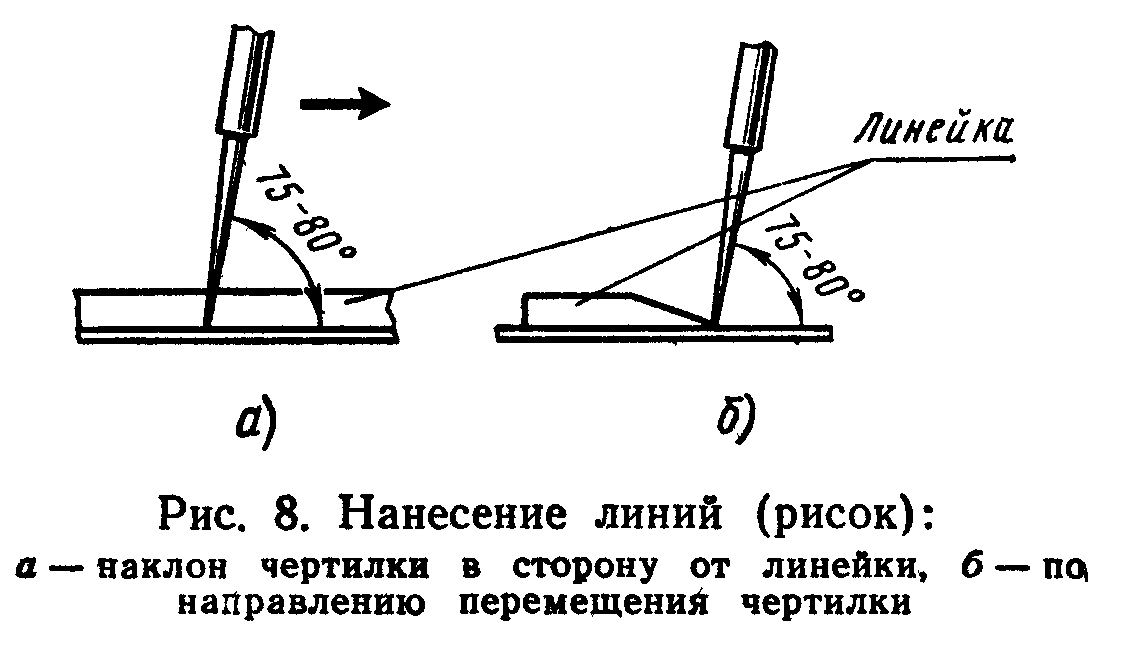 Линейка
75-80°
75-80°
а)
б)
Рис. 8. Нанесение линий (рисок):
а — наклон чертилки в сторону от линейки, б — по
направлению перемещения чертилки